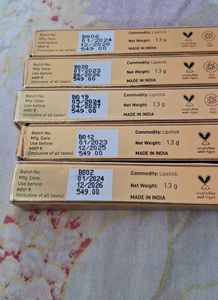 Batch No. B006
Mfg. Date: 01/2024
Use before: 12/2026
MRP ₹. 549.00
(inclusive of all taxes)
Commodity: Lipstick
Net Weight: 1.3 g
MADE IN INDIA
Batch No. B020
Mfg. Date:
Use before:
MRP ₹. 549.00
(inclusive of all taxes)
Commodity: Lipstick
Net Weight: 1.3 g
MADE IN INDIA
Batch No. B019
Mfg. Date: 05/2024
Use before: 04/2027
MRP ₹. 549.00
(inclusive of all taxes)
Commodity: Lipstick
Net Weight: 1.3 g
MADE IN INDIA
Batch No. B012
Mfg. Date: 01/2023
Use before: 12/2025
MRP ₹. 549.00
(inclusive of all taxes)
Commodity: Lipstick
Net Weight: 1.3 g
MADE IN INDIA
Batch No. B002
Mfg. Date: 01/2024
Use before: 12/2026
MRP ₹. 549.00
(inclusive of all taxes)
Commodity: Lipstick
Net Weight: 1.3 g
MADE IN INDIA
cruelty-free
and vegan